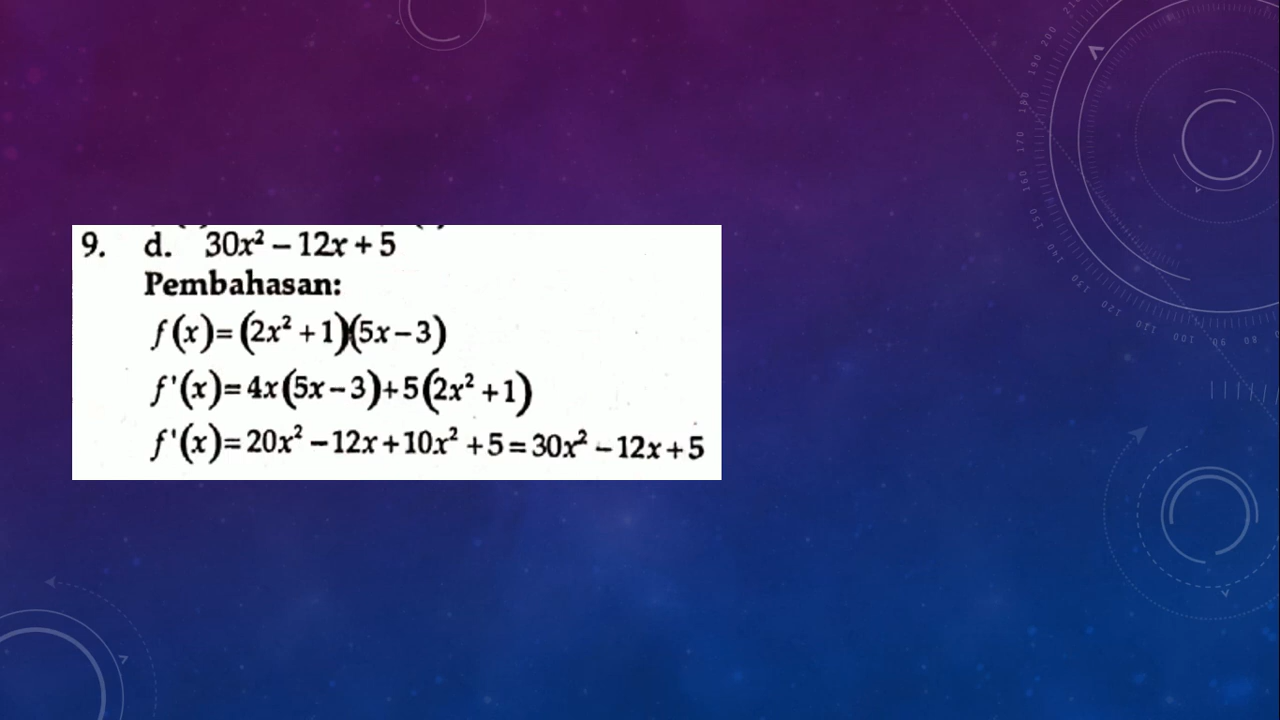 9. d. 30x² − 12x + 5
Pembahasan:
f(x)=(2x² + 1)(5x − 3)
f'(x)= 4x(5x − 3)+ 5(2x² + 1)
f'(x)= 20x² − 12x + 10x² + 5 = 30x² − 12x + 5